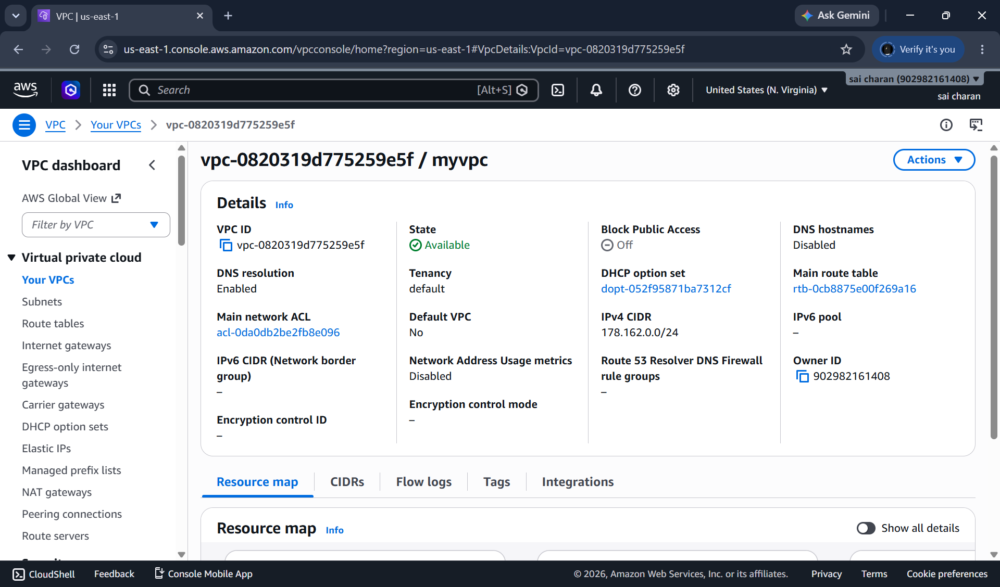 VPC | us-east-1
Ask Gemini
us-east-1.console.aws.amazon.com/vpcconsole/home?region=us-east-1#VpcDetails:VpcId=vpc-0820319d775259e5f
Verify it's you
aws
Search
[Alt+S]
United States (N. Virginia)
sai charan (902982161408)
sai charan
VPC
Your VPCs
vpc-0820319d775259e5f
VPC dashboard
AWS Global View
Filter by VPC
Virtual private cloud
Your VPCs
Subnets
Route tables
Internet gateways
Egress-only internet
gateways
Carrier gateways
DHCP option sets
Elastic IPs
Managed prefix lists
NAT gateways
Peering connections
Route servers
vpc-0820319d775259e5f / myvpc
Actions
Details Info
VPC ID
vpc-0820319d775259e5f
State
Available
Block Public Access
Off
DNS hostnames
Disabled
DNS resolution
Enabled
Tenancy
default
DHCP option set
dopt-052f95871ba7312cf
Main route table
rtb-0cb8875e00f269a16
Main network ACL
acl-0da0db2be2fb8e096
Default VPC
No
IPv4 CIDR
178.162.0.0/24
IPv6 pool
–
IPv6 CIDR (Network border
group)
–
Network Address Usage metrics
Disabled
Route 53 Resolver DNS Firewall
rule groups
–
Owner ID
902982161408
Encryption control ID
–
Encryption control mode
–
Resource map
CIDRs
Flow logs
Tags
Integrations
Resource map Info
Show all details
CloudShell
Feedback
Console Mobile App
© 2026, Amazon Web Services, Inc. or its affiliates.
Privacy
Terms
Cookie preferences